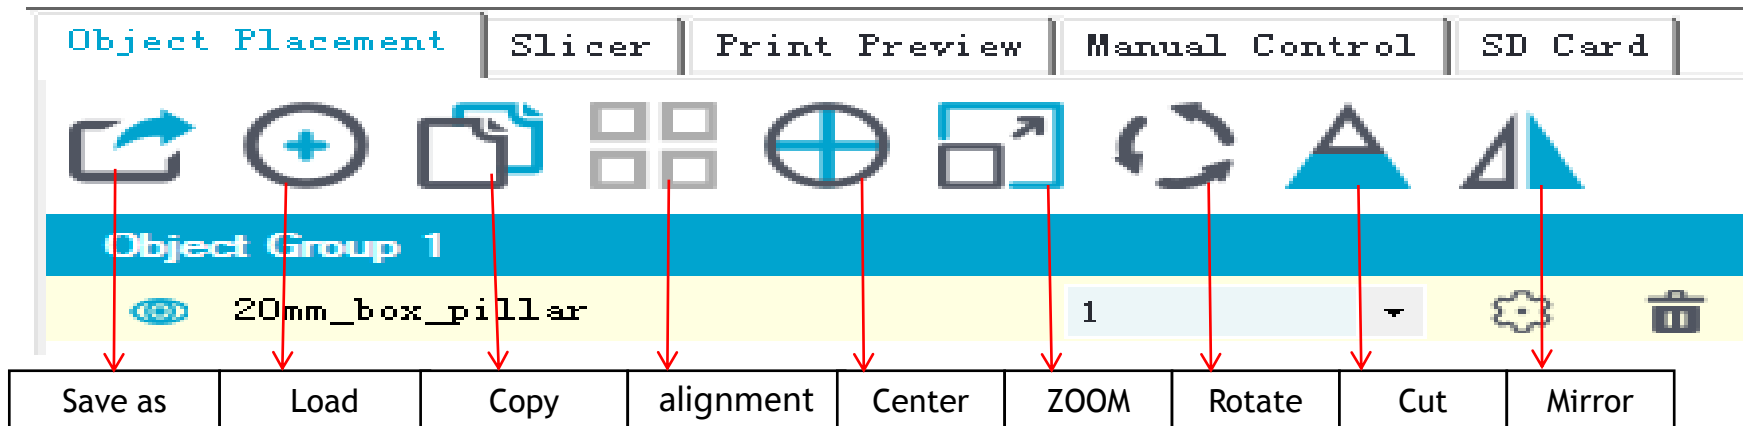 Object Placement Slicer Print Preview Manual Control SD Card
Object Group 1
20mm_box_pillar 1
Save as Load Copy alignment Center ZOOM Rotate Cut Mirror